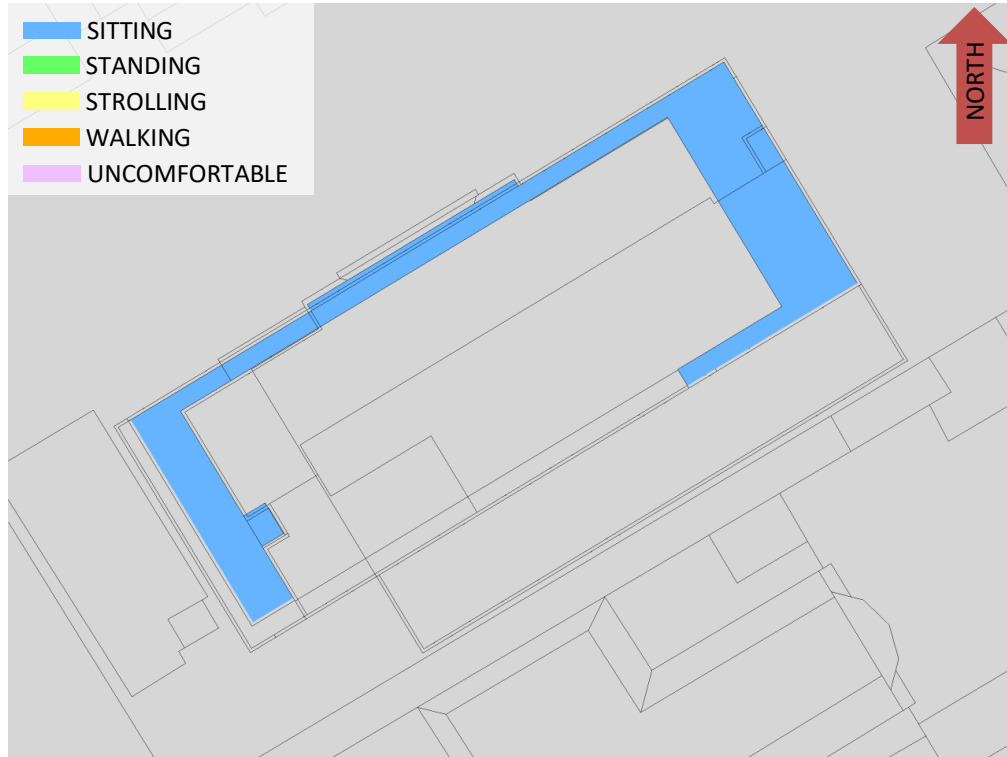 SITTING
STANDING
STROLLING
WALKING
UNCOMFORTABLE
NORTH